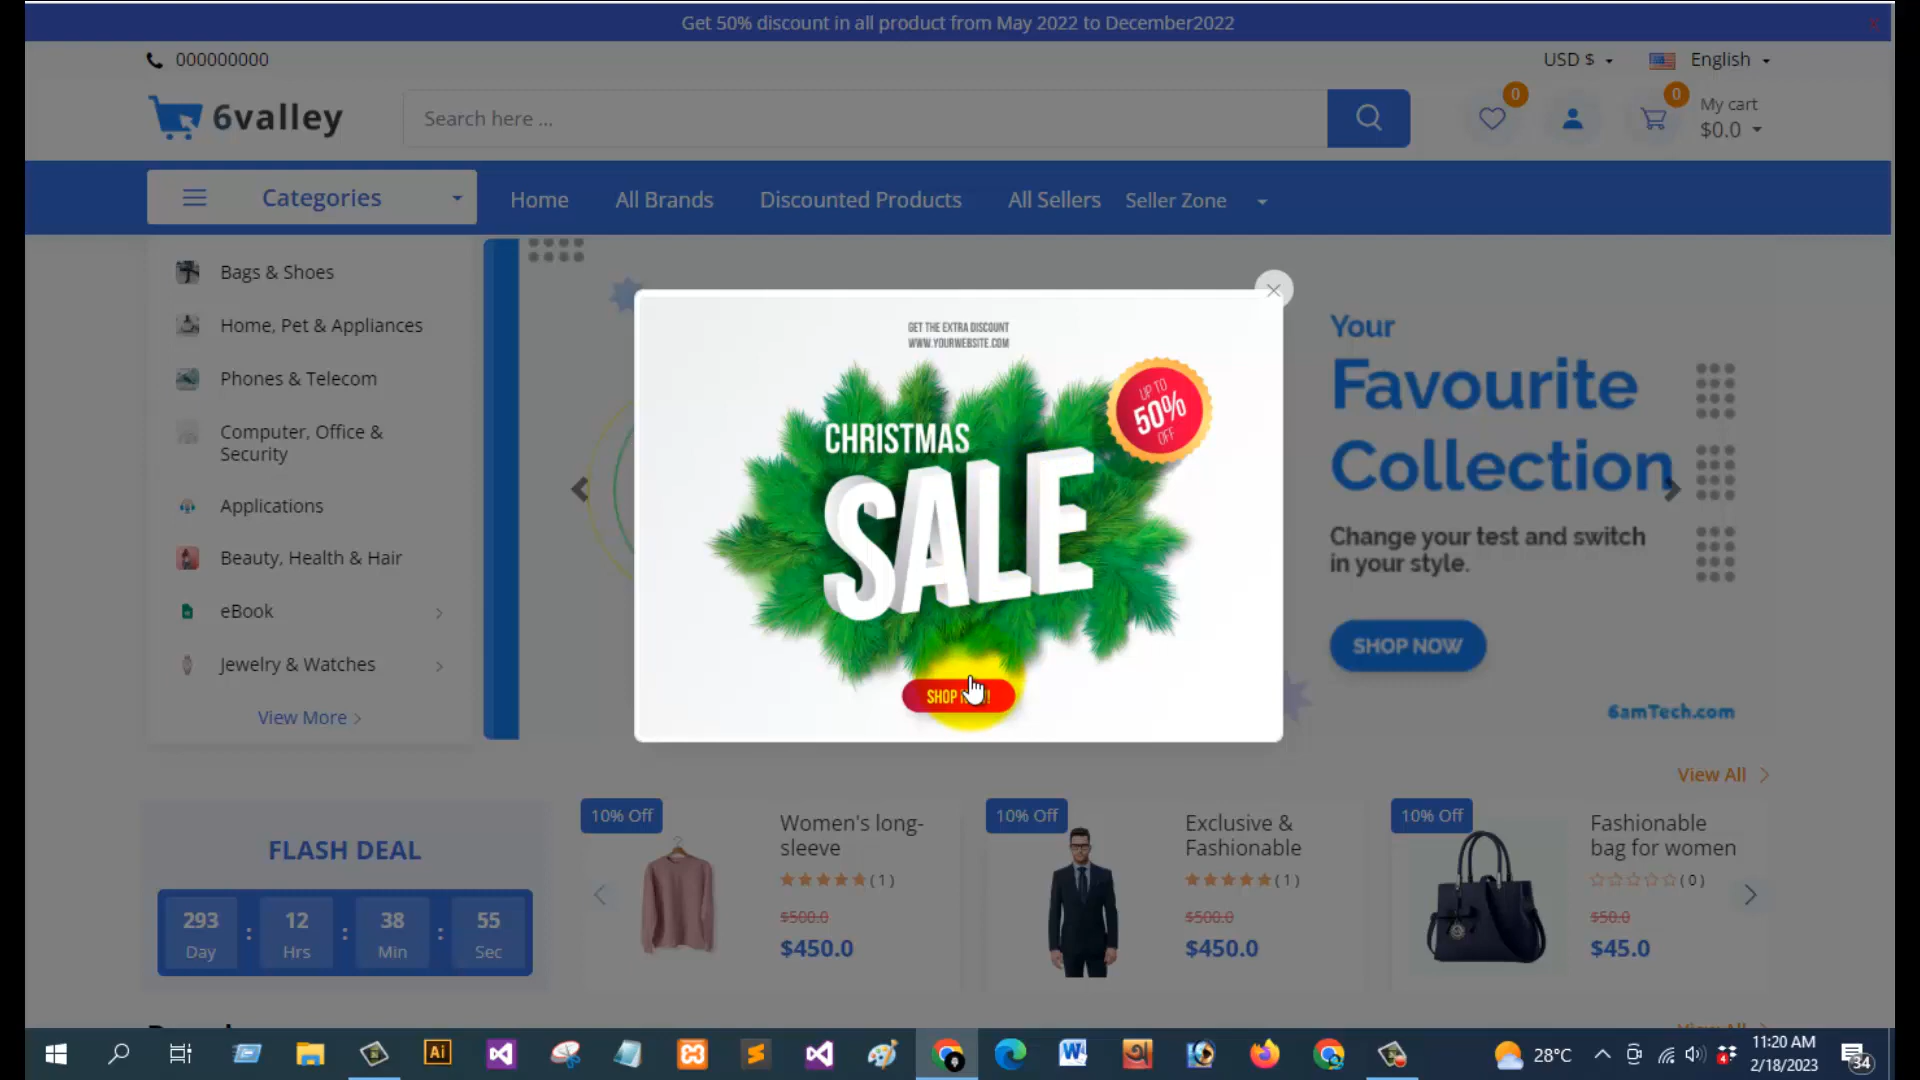 Get 50% discount in all product from May 2022 to December2022
000000000
USD $
English
6valley
Search here ...
0
0
My cart
$0.0
Categories
Home
All Brands
Discounted Products
All Sellers
Seller Zone
Bags & Shoes
Home, Pet & Appliances
Phones & Telecom
Computer, Office &
Security
Applications
Beauty, Health & Hair
eBook
Jewelry & Watches
View More
GET THE EXTRA DISCOUNT
WWW.YOURWEBSITE.COM
UP TO
50%
OFF
CHRISTMAS
SALE
SHOP
Your
Favourite
Collection
Change your test and switch
in your style.
SHOP NOW
6amTech.com
View All
FLASH DEAL
293 : 12 : 38 : 55
Day Hrs Min Sec
10% Off
Women's long-
sleeve
(1)
$500.0
$450.0
10% Off
Exclusive &
Fashionable
(1)
$500.0
$450.0
10% Off
Fashionable
bag for women
(0)
$50.0
$45.0
Ai
28°C
4
11:20 AM
2/18/2023
34